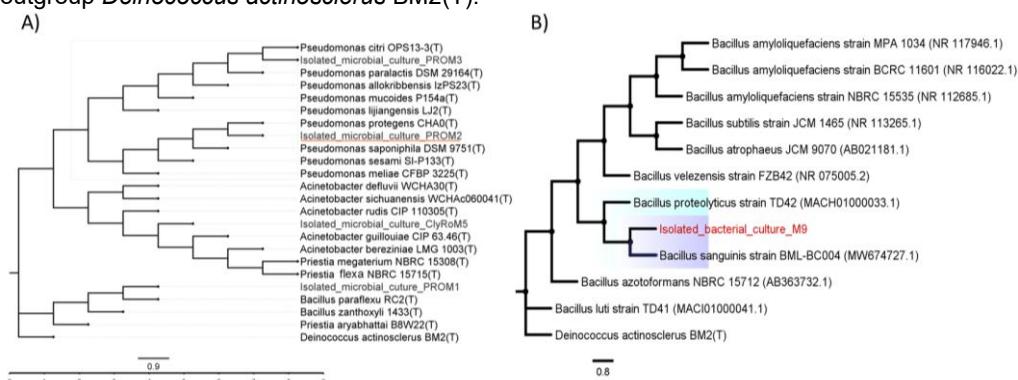 outgroup Deinococcus actinosclerus BM2(T).
A)
Pseudomonas citri OPS13-3(T)
Isolated_microbial_culture_PROM3
Pseudomonas paralactis DSM 29164(T)
Pseudomonas allokribbensis IzPS23(T)
Pseudomonas mucoides P154a(T)
Pseudomonas lijiangensis LJ2(T)
Pseudomonas protegens CHA0(T)
Isolated_microbial_culture_PROM2
Pseudomonas saponiphila DSM 9751(T)
Pseudomonas sesami SI-P133(T)
Pseudomonas meliae CFBP 3225(T)
Acinetobacter defluvii WCHA30(T)
Acinetobacter sichuanensis WCHAc060041(T)
Acinetobacter rudis CIP 110305(T)
Isolated_microbial_culture_ClyRoM5
Acinetobacter guillouiae CIP 63.46(T)
Acinetobacter bereziniae LMG 1003(T)
Priestia megaterium NBRC 15308(T)
Priestia flexa NBRC 15715(T)
Isolated_microbial_cuture_PROM1
Bacillus paraflexu RC2(T)
Bacillus zanthoxyli 1433(T)
Priestia aryabhattai B8W22(T)
Deinococcus actinosclerus BM2(T)
0.9
B)
Bacillus amyloliquefaciens strain MPA 1034 (NR 117946.1)
Bacillus amyloliquefaciens strain BCRC 11601 (NR 116022.1)
Bacillus amyloliquefaciens strain NBRC 15535 (NR 112685.1)
Bacillus subtilis strain JCM 1465 (NR 113265.1)
Bacillus atrophaeus JCM 9070 (AB021181.1)
Bacillus velezensis strain FZB42 (NR 075005.2)
Bacillus proteolyticus strain TD42 (MACH01000033.1)
Isolated_bacterial_culture_M9
Bacillus sanguinis strain BML-BC004 (MW674727.1)
Bacillus azotoformans NBRC 15712 (AB363732.1)
Bacillus luti strain TD41 (MACI01000041.1)
Deinococcus actinosclerus BM2(T)
0.8